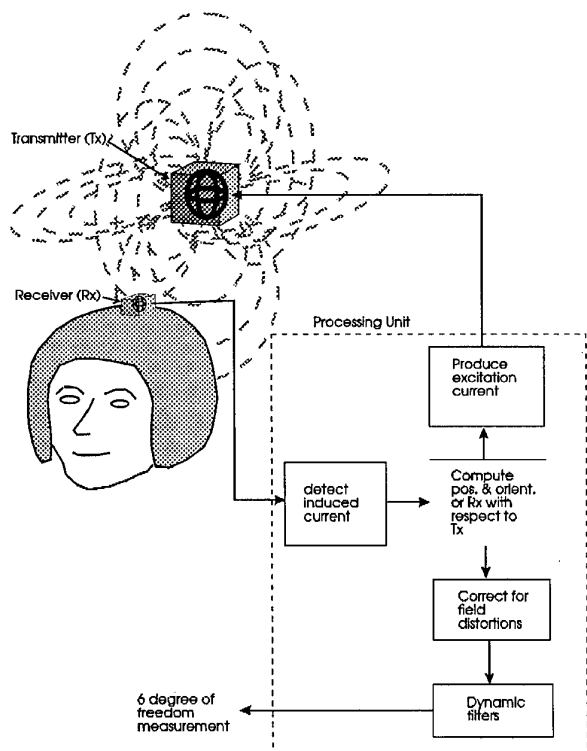 Transmitter (Tx)
Receiver (Rx)
Processing Unit
Produce
excitation
current
detect
induced
current
Compute
pos. & orient.
or Rx with
respect to
Tx
Correct for
field
distortions
Dynamic
filters
6 degree of
freedom
measurement